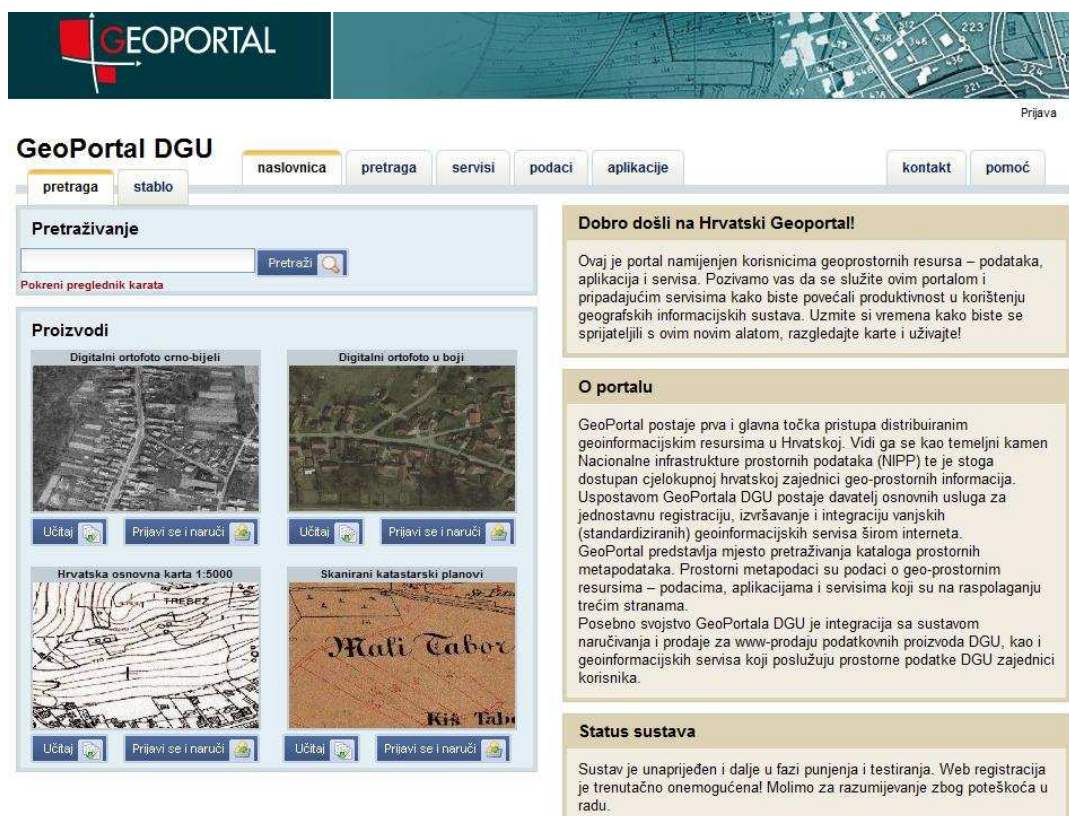 GEOPORTAL
Prijava
GeoPortal DGU
naslovnica
pretraga
servisi
podaci
aplikacije
kontakt
pomoć
pretraga
stablo
Pretraživanje
Pretraži
Pokreni preglednik karata
Proizvodi
Digitalni ortofoto crno-bijeli
Digitalni ortofoto u boji
Učitaj
Prijavi se i naruči
Učitaj
Prijavi se i naruči
Hrvatska osnovna karta 1:5000
Skanirani katastarski planovi
TREBEŽ
Mali Tabor
Kiš
Učitaj
Prijavi se i naruči
Učitaj
Prijavi se i naruči
Dobro došli na Hrvatski Geoportal!
Ovaj je portal namijenjen korisnicima geoprostornih resursa – podataka,
aplikacija i servisa. Pozivamo vas da se služite ovim portalom i
pripadajućim servisima kako biste povećali produktivnost u korištenju
geografskih informacijskih sustava. Uzmite si vremena kako biste se
sprijateljili s ovim novim alatom, razgledajte karte i uživajte!
O portalu
GeoPortal postaje prva i glavna točka pristupa distribuiranim
geoinformacijskim resursima u Hrvatskoj. Vidi ga se kao temeljni kamen
Nacionalne infrastrukture prostornih podataka (NIPP) te je stoga
dostupan cjelokupnoj hrvatskoj zajednici geo-prostornih informacija.
Uspostavom GeoPortala DGU postaje davatelj osnovnih usluga za
jednostavnu registraciju, izvršavanje i integraciju vanjskih
(standardiziranih) geoinformacijskih servisa širom interneta.
GeoPortal predstavlja mjesto pretraživanja kataloga prostornih
metapodataka. Prostorni metapodaci su podaci o geo-prostornim
resursima – podacima, aplikacijama i servisima koji su na raspolaganju
trećim stranama.
Posebno svojstvo GeoPortala DGU je integracija sa sustavom
naručivanja i prodaje za www-prodaju podatkovnih proizvoda DGU, kao i
geoinformacijskih servisa koji poslužuju prostorne podatke DGU zajednici
korisnika.
Status sustava
Sustav je unaprijeđen i dalje u fazi punjenja i testiranja. Web registracija
je trenutačno onemogućena! Molimo za razumijevanje zbog poteškoća u
radu.